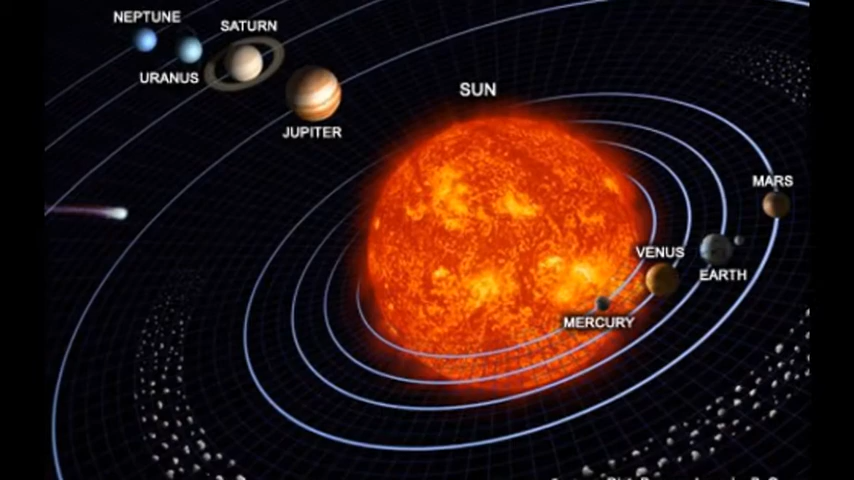 NEPTUNE
SATURN
URANUS
SUN
JUPITER
MARS
VENUS
EARTH
MERCURY